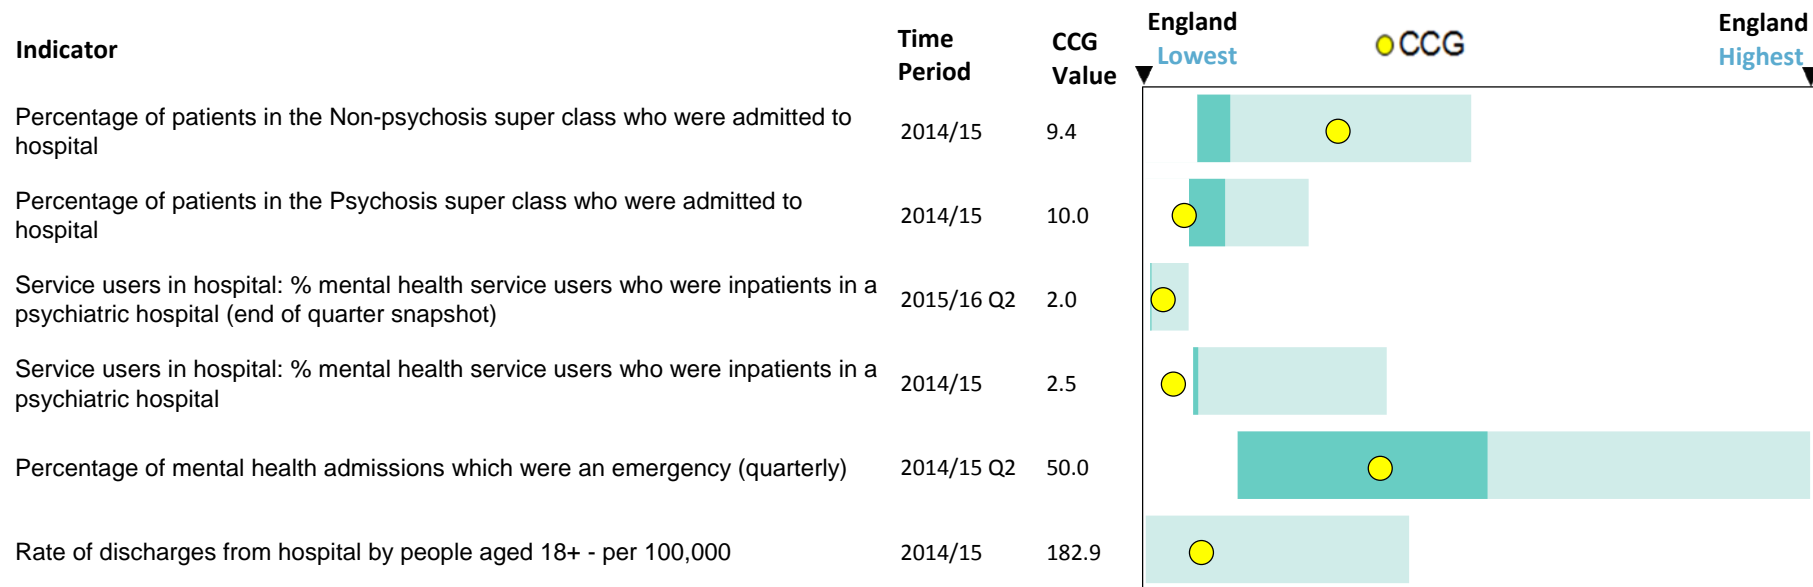 Indicator
Time Period
CCG Value
England Lowest
CCG
England Highest
Percentage of patients in the Non-psychosis super class who were admitted to
hospital
2014/15
9.4
Percentage of patients in the Psychosis super class who were admitted to
hospital
2014/15
10.0
Service users in hospital: % mental health service users who were inpatients in a
psychiatric hospital (end of quarter snapshot)
2015/16 Q2
2.0
Service users in hospital: % mental health service users who were inpatients in a
psychiatric hospital
2014/15
2.5
Percentage of mental health admissions which were an emergency (quarterly)
2014/15 Q2
50.0
Rate of discharges from hospital by people aged 18+ - per 100,000
2014/15
182.9